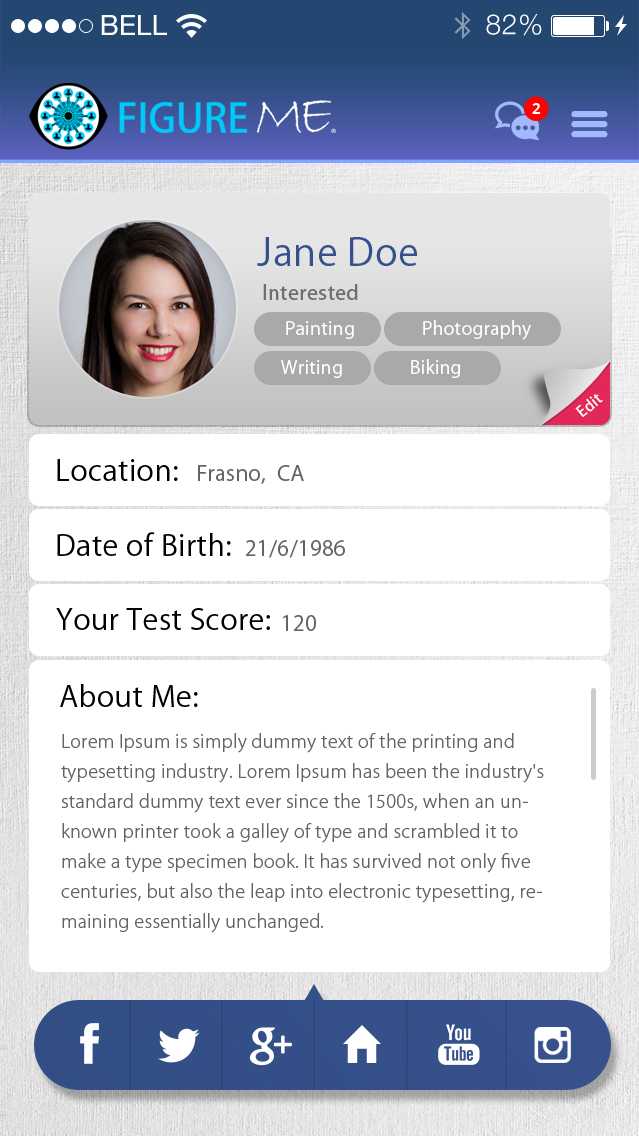 BELL 82%
FIGURE ME
2
Jane Doe
Interested
Painting Photography
Writing Biking
Edit
Location: Frasno, CA
Date of Birth: 21/6/1986
Your Test Score: 120
About Me:
Lorem Ipsum is simply dummy text of the printing and
typesetting industry. Lorem Ipsum has been the industry's
standard dummy text ever since the 1500s, when an un-
known printer took a galley of type and scrambled it to
make a type specimen book. It has survived not only five
centuries, but also the leap into electronic typesetting, re-
maining essentially unchanged.
f g+ You
Tube